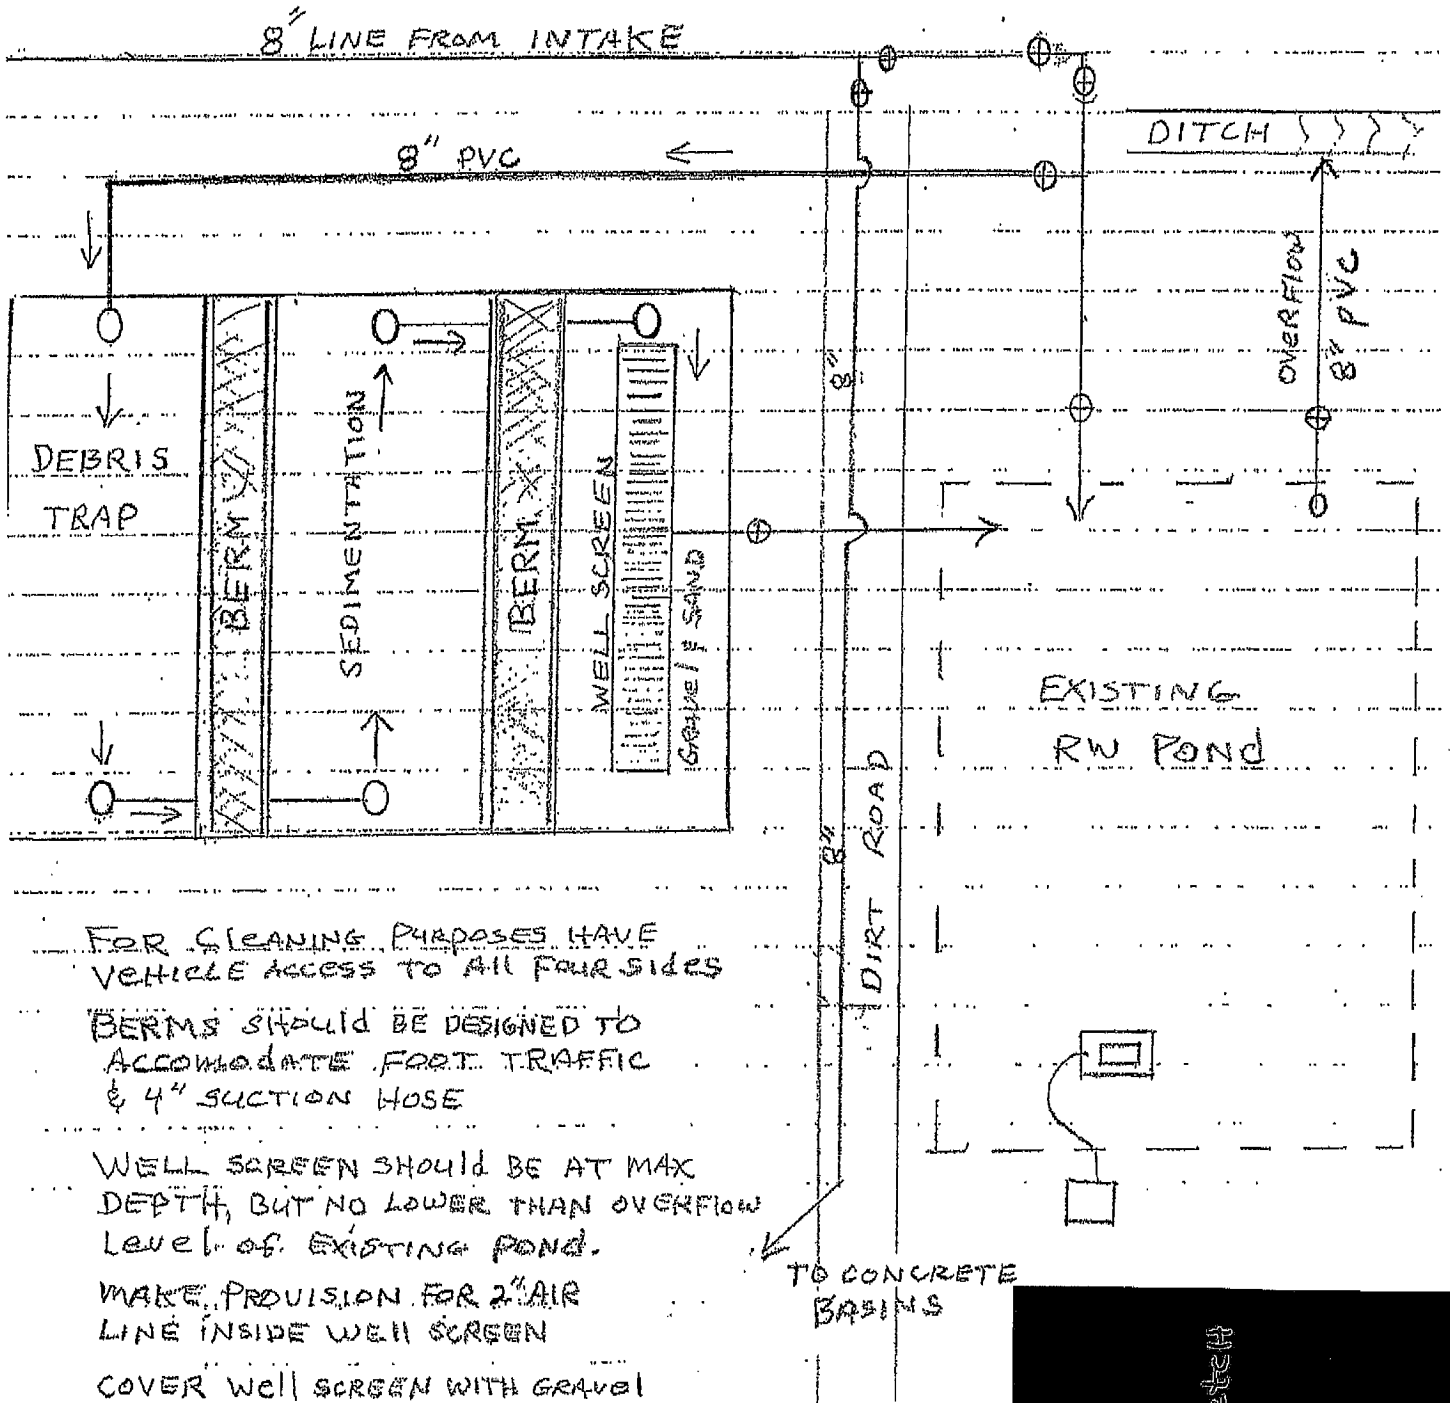 8" LINE FROM INTAKE
DITCH
8" PVC
OVERFLOW
8" PVC
8"
DEBRIS
TRAP
BERM
SEDIMENTATION
BERM
WELL SCREEN
GRAVEl & SAND
EXISTING
RW PONd
8"
DIRT ROAD
FOR ClEANING PURPOSES HAVE
VEHICLE ACCESS TO All FOUR SIdES
BERMS SHOUld BE DESIGNED TO
ACCOMOdATE FOOT TRAFFIC
& 4" SUCTION HOSE
WELL SCREEN SHOUld BE AT MAX
DEPTH, BUT NO LOWER THAN OVERFlOW
LEVEl OF EXISTING PONd.
MAKE PROVISION FOR 2" AIR
LINE INSIDE WEll SCREEN
COVER WEll SCREEN WITH GRAVEl
TO CONCRETE
BASINS